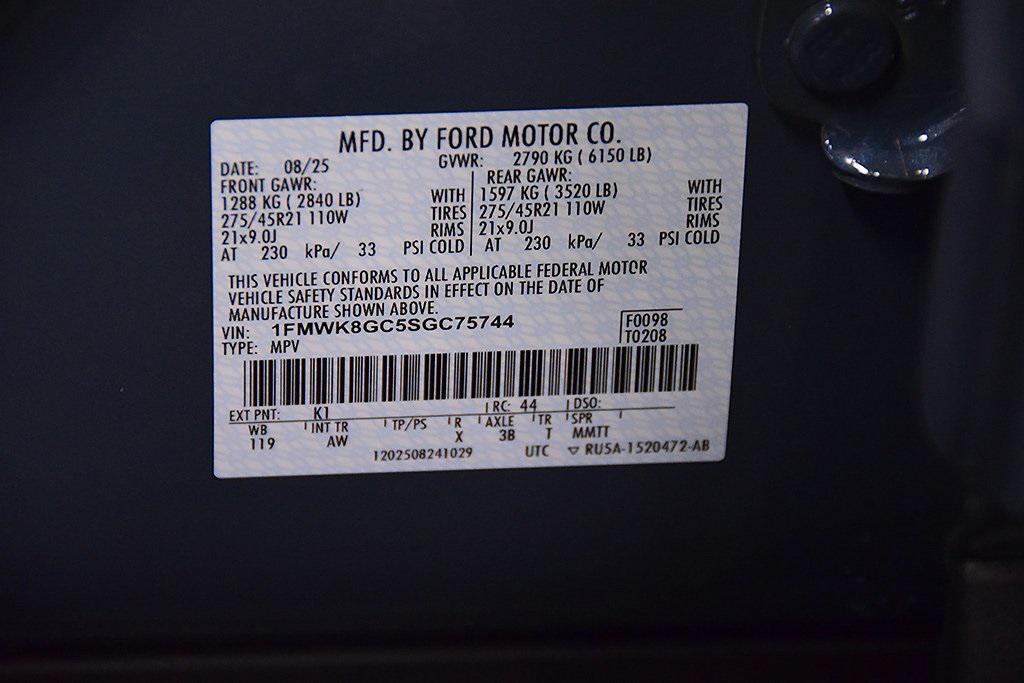 MFD. BY FORD MOTOR CO.
DATE: 08/25 GVWR: 2790 KG ( 6150 LB)
FRONT GAWR: REAR GAWR:
1288 KG ( 2840 LB) WITH 1597 KG ( 3520 LB) WITH
275/45R21 110W TIRES 275/45R21 110W TIRES
21x9.0J RIMS 21x9.0J RIMS
AT 230 kPa/ 33 PSI COLD AT 230 kPa/ 33 PSI COLD
THIS VEHICLE CONFORMS TO ALL APPLICABLE FEDERAL MOTOR
VEHICLE SAFETY STANDARDS IN EFFECT ON THE DATE OF
MANUFACTURE SHOWN ABOVE.
VIN: 1FMWK8GC5SGC75744 F0098
TYPE: MPV T0208
EXT PNT: K1 RC: 44 DSO:
WB INT TR TP/PS R AXLE TR SPR
119 AW X 3B T MMTT
1202508241029 UTC ▽ RU5A-1520472-AB